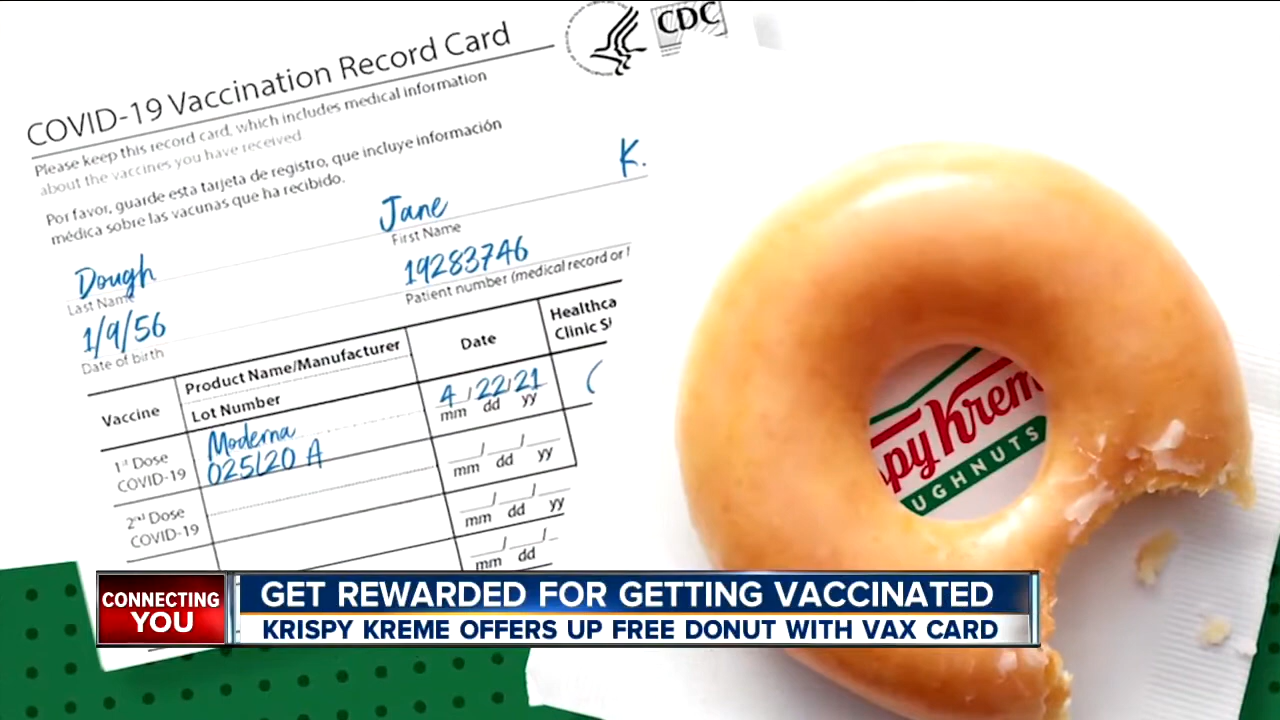 CDC
COVID-19 Vaccination Record Card
Please keep this record card, which includes medical information
about the vaccines you have received
Por favor, guarde esta tarjeta de registro, que incluye información
médica sobre las vacunas que ha recibido.
Dough Jane K.
Last Name First Name
1/9/56 19283746
Date of birth Patient number (medical record or
Vaccine Product Name/Manufacturer Date Healthca
Lot Number Clinic Si
1st Dose Moderna 4/22/21
COVID-19 025L20 A mm dd yy
mm dd yy
2nd Dose
COVID-19 mm dd yy
mm dd
spy Krem
UGHNUTS
CONNECTING
YOU
GET REWARDED FOR GETTING VACCINATED
KRISPY KREME OFFERS UP FREE DONUT WITH VAX CARD